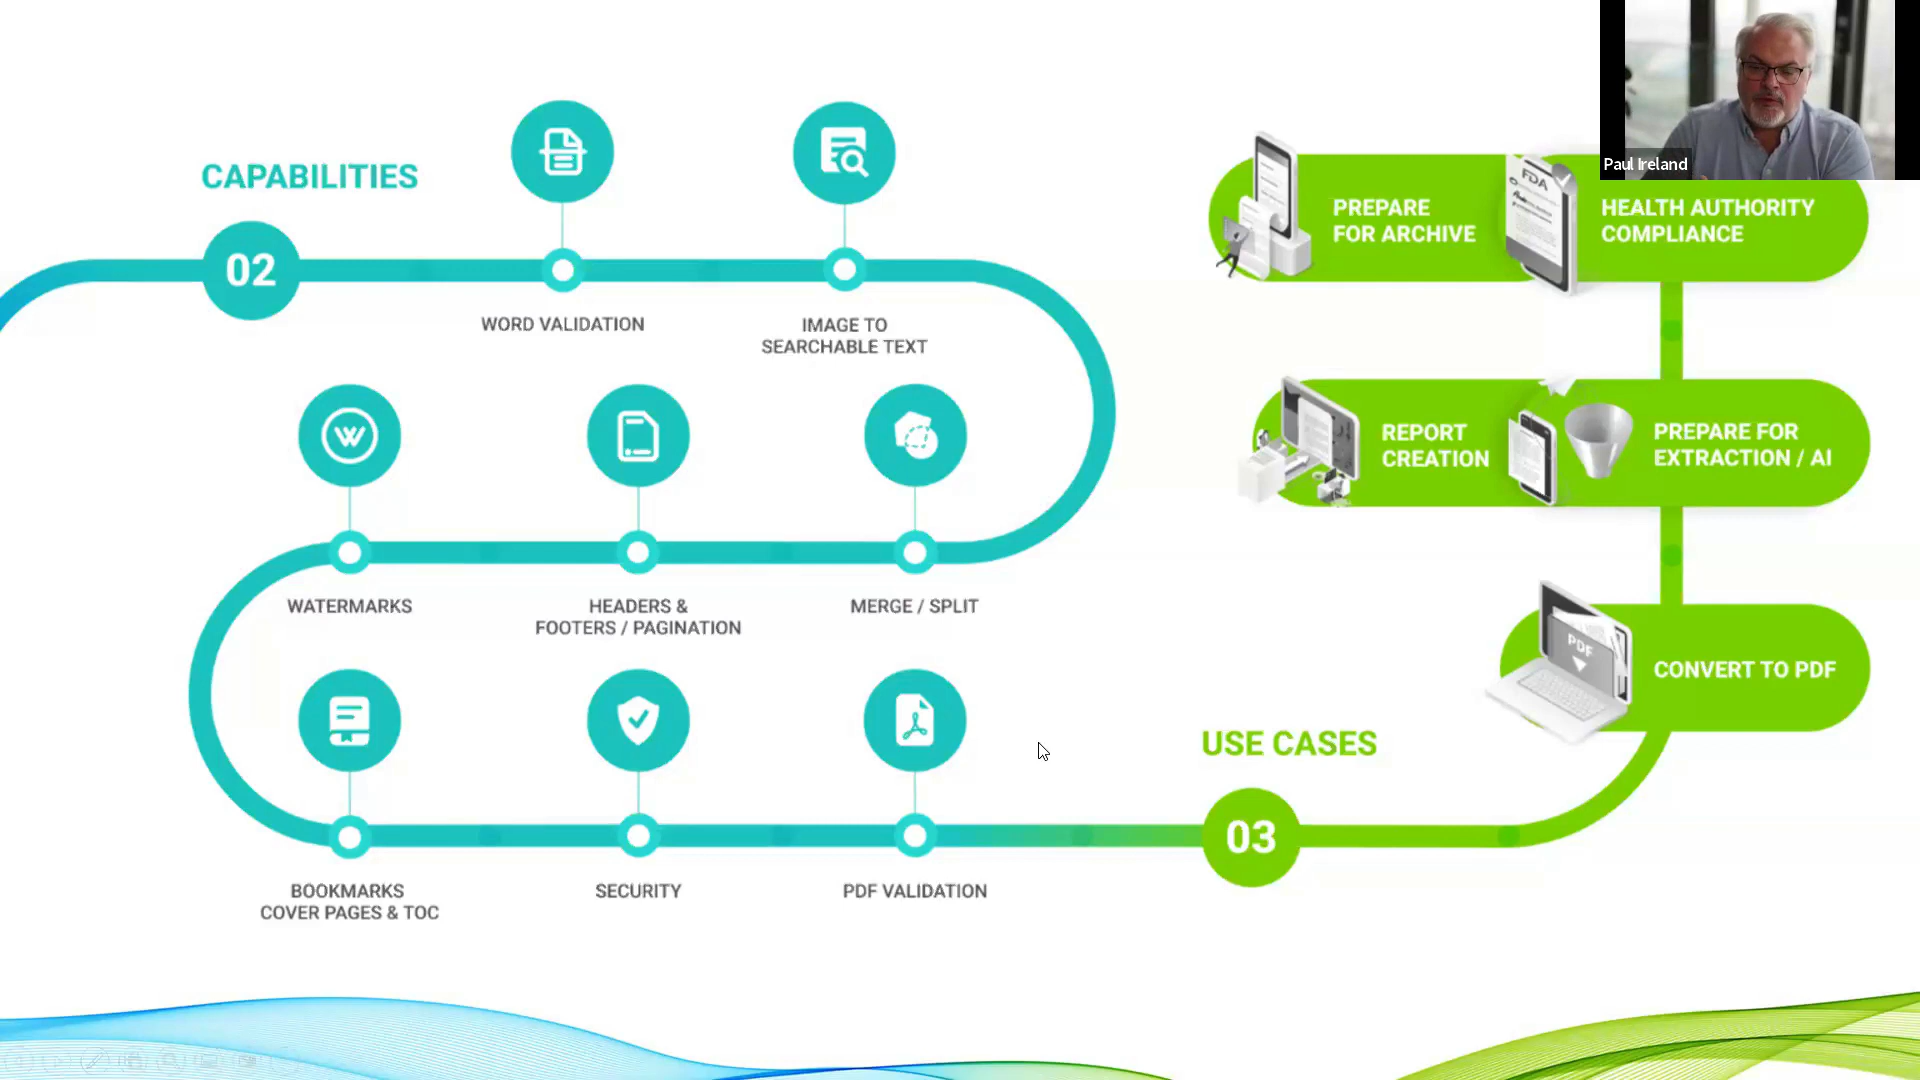 Paul Ireland
CAPABILITIES
02
WORD VALIDATION
IMAGE TO
SEARCHABLE TEXT
WATERMARKS
HEADERS &
FOOTERS / PAGINATION
MERGE / SPLIT
BOOKMARKS
COVER PAGES & TOC
SECURITY
PDF VALIDATION
USE CASES
03
PREPARE
FOR ARCHIVE
FDA
HEALTH AUTHORITY
COMPLIANCE
REPORT
CREATION
PREPARE FOR
EXTRACTION / AI
PDF
CONVERT TO PDF